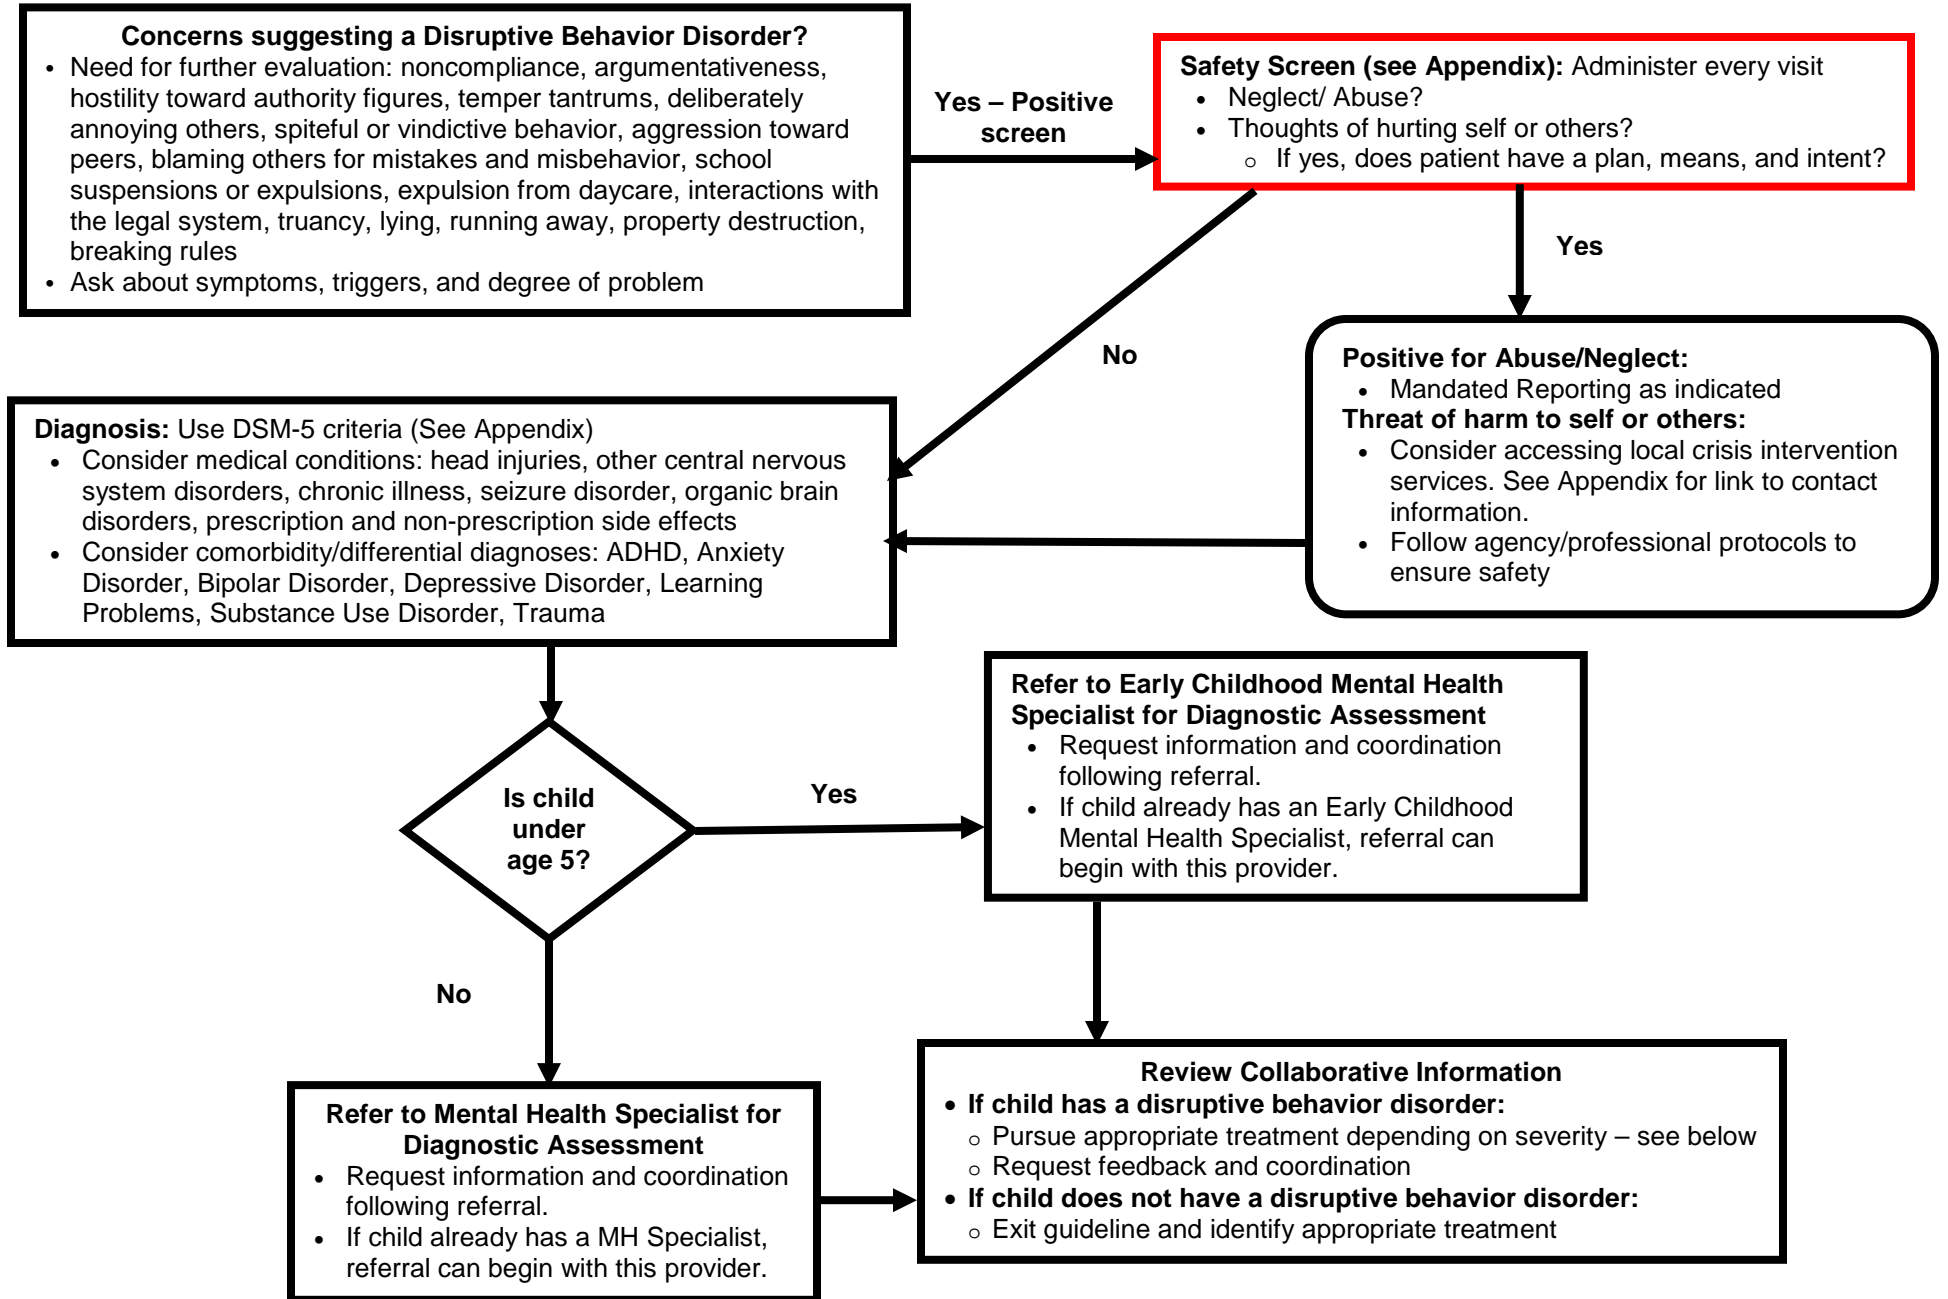 Concerns suggesting a Disruptive Behavior Disorder?
• Need for further evaluation: noncompliance, argumentativeness,
hostility toward authority figures, temper tantrums, deliberately
annoying others, spiteful or vindictive behavior, aggression toward
peers, blaming others for mistakes and misbehavior, school
suspensions or expulsions, expulsion from daycare, interactions with
the legal system, truancy, lying, running away, property destruction,
breaking rules
• Ask about symptoms, triggers, and degree of problem
Yes – Positive
screen
Safety Screen (see Appendix): Administer every visit
• Neglect/ Abuse?
• Thoughts of hurting self or others?
o If yes, does patient have a plan, means, and intent?
Yes
No
Positive for Abuse/Neglect:
• Mandated Reporting as indicated
Threat of harm to self or others:
• Consider accessing local crisis intervention
services. See Appendix for link to contact
information.
• Follow agency/professional protocols to
ensure safety
Diagnosis: Use DSM-5 criteria (See Appendix)
• Consider medical conditions: head injuries, other central nervous
system disorders, chronic illness, seizure disorder, organic brain
disorders, prescription and non-prescription side effects
• Consider comorbidity/differential diagnoses: ADHD, Anxiety
Disorder, Bipolar Disorder, Depressive Disorder, Learning
Problems, Substance Use Disorder, Trauma
Is child
under
age 5?
Yes
Refer to Early Childhood Mental Health
Specialist for Diagnostic Assessment
• Request information and coordination
following referral.
• If child already has an Early Childhood
Mental Health Specialist, referral can
begin with this provider.
No
Refer to Mental Health Specialist for
Diagnostic Assessment
• Request information and coordination
following referral.
• If child already has a MH Specialist,
referral can begin with this provider.
Review Collaborative Information
• If child has a disruptive behavior disorder:
o Pursue appropriate treatment depending on severity – see below
o Request feedback and coordination
• If child does not have a disruptive behavior disorder:
o Exit guideline and identify appropriate treatment